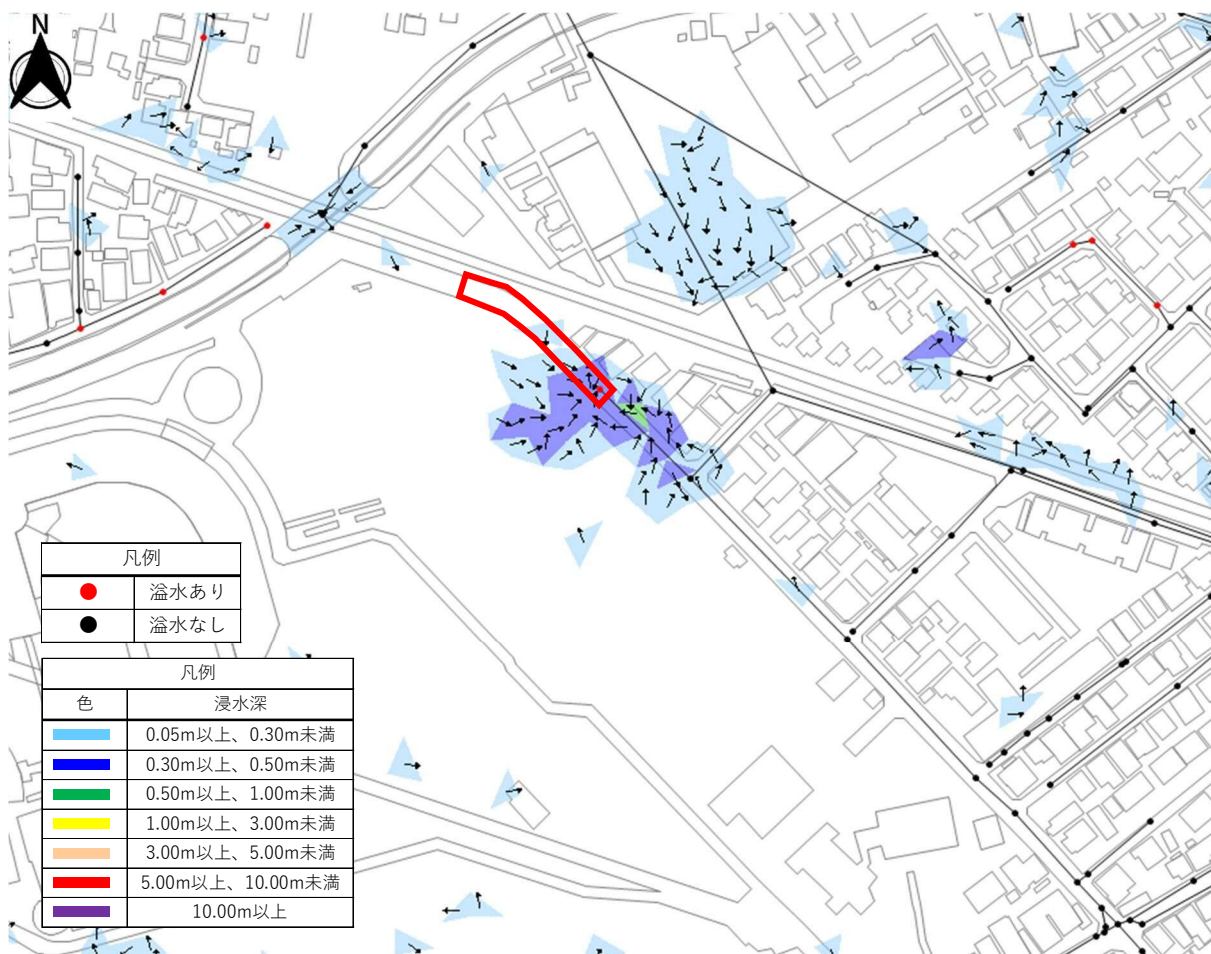 N
凡例
溢水あり
溢水なし
凡例
色 浸水深
0.05m以上、0.30m未満
0.30m以上、0.50m未満
0.50m以上、1.00m未満
1.00m以上、3.00m未満
3.00m以上、5.00m未満
5.00m以上、10.00m未満
10.00m以上